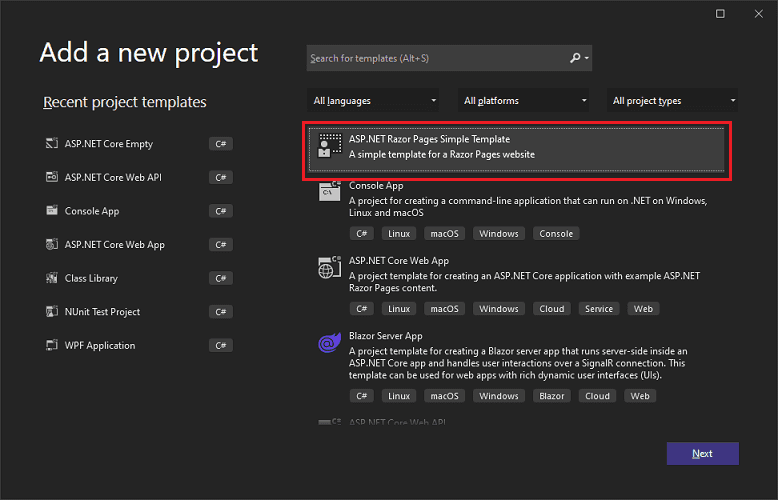 Add a new project
Search for templates (Alt+S)
Recent project templates
All languages
All platforms
All project types
ASP.NET Core Empty
C#
ASP.NET Core Web API
C#
Console App
C#
ASP.NET Core Web App
C#
Class Library
C#
NUnit Test Project
C#
WPF Application
C#
ASP.NET Razor Pages Simple Template
A simple template for a Razor Pages website
Console App
A project for creating a command-line application that can run on .NET on Windows,
Linux and macOS
C# Linux macOS Windows Console
ASP.NET Core Web App
A project template for creating an ASP.NET Core application with example ASP.NET
Razor Pages content.
C# Linux macOS Windows Cloud Service Web
Blazor Server App
A project template for creating a Blazor server app that runs server-side inside an
ASP.NET Core app and handles user interactions over a SignalR connection. This
template can be used for web apps with rich dynamic user interfaces (UIs).
C# Linux macOS Windows Blazor Cloud Web
ASP.NET Core Web API
Next